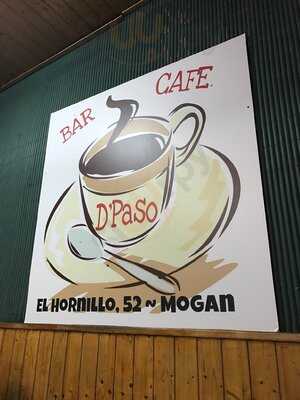 BAR CAFE
D'PaSo
EL HORNILLO, 52 ~ MOGAN